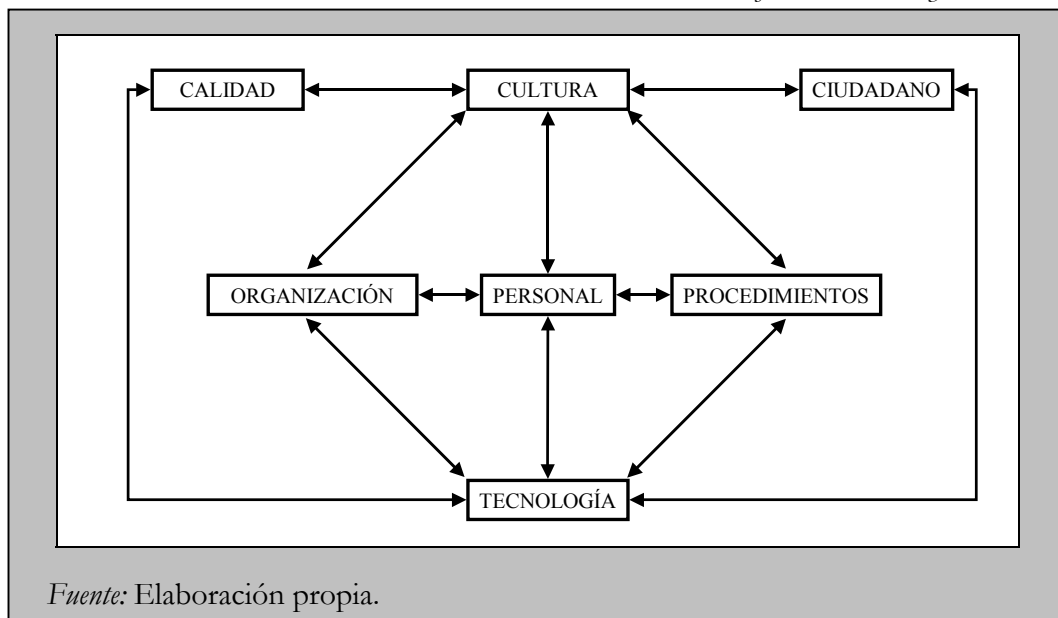 CALIDAD CULTURA CIUDADANO
ORGANIZACIÓN PERSONAL PROCEDIMIENTOS
TECNOLOGÍA
Fuente: Elaboración propia.